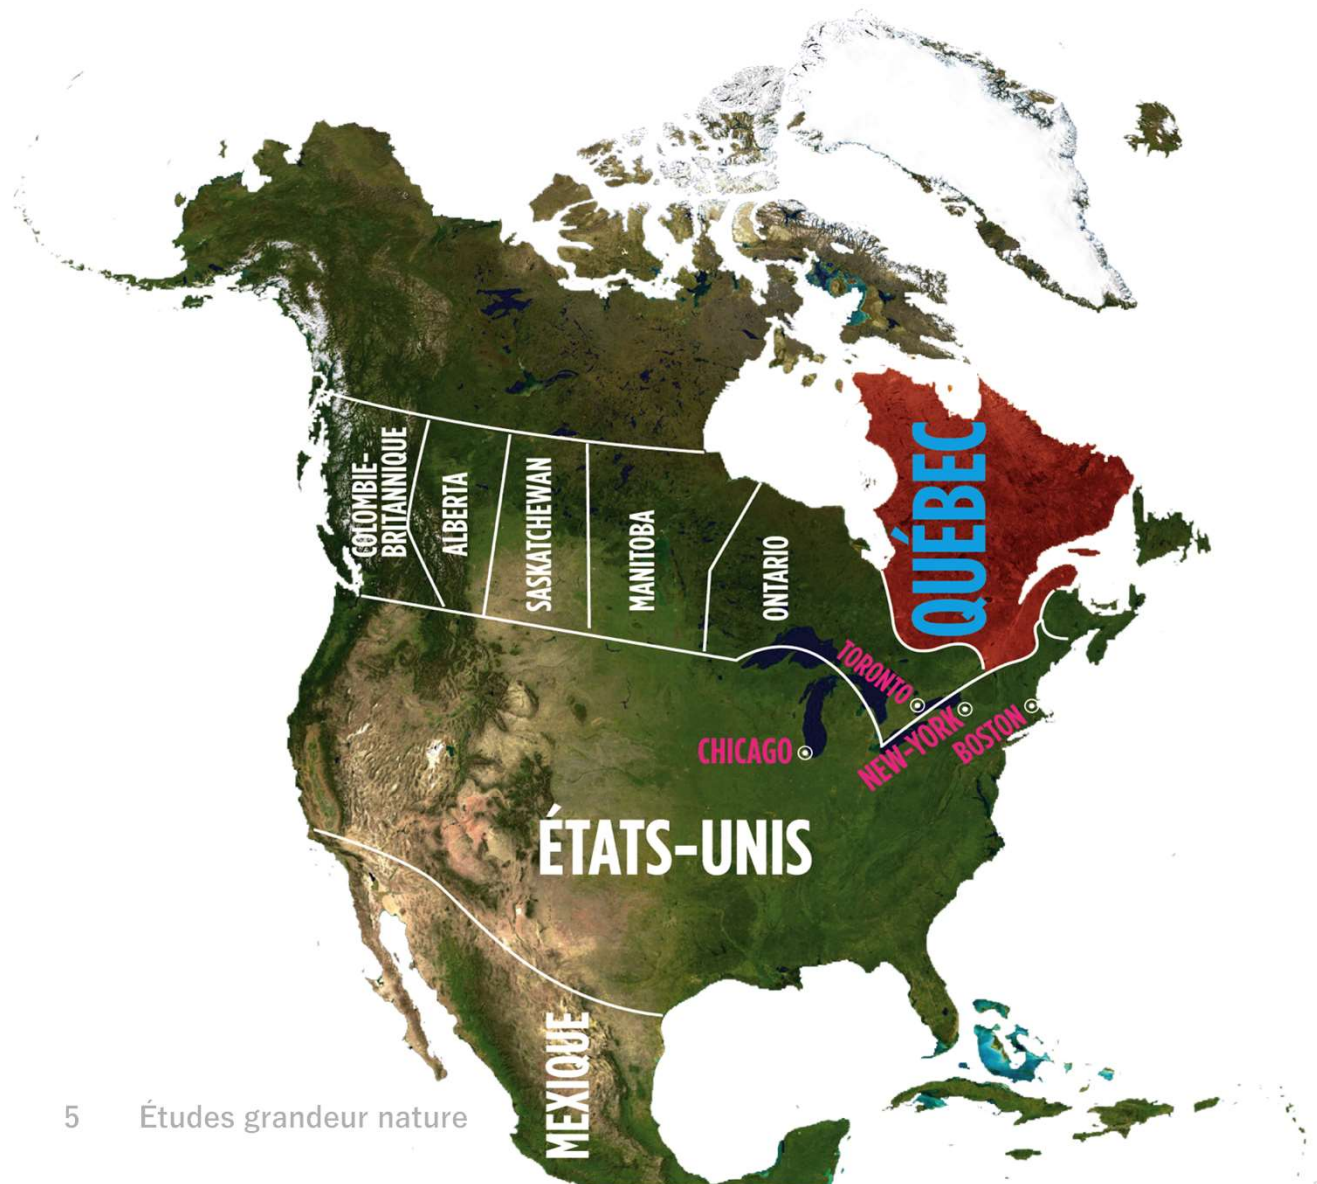 COLOMBIE-
BRITANNIQUE
ALBERTA
SASKATCHEWAN
MANITOBA
ONTARIO
QUÉBEC
TORONTO
NEW-YORK
BOSTON
CHICAGO
ÉTATS-UNIS
MEXIQUE
5 Études grandeur nature